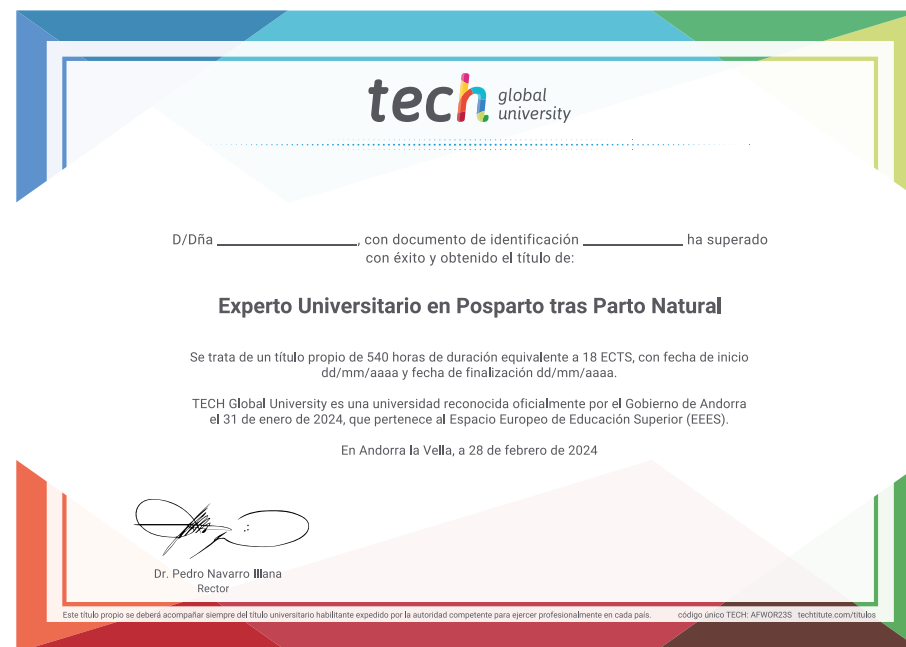 tech global
university
D/Dña ____________________, con documento de identificación ______________ ha superado
con éxito y obtenido el título de:
Experto Universitario en Posparto tras Parto Natural
Se trata de un título propio de 540 horas de duración equivalente a 18 ECTS, con fecha de inicio
dd/mm/aaaa y fecha de finalización dd/mm/aaaa.
TECH Global University es una universidad reconocida oficialmente por el Gobierno de Andorra
el 31 de enero de 2024, que pertenece al Espacio Europeo de Educación Superior (EEES).
En Andorra la Vella, a 28 de febrero de 2024
Dr. Pedro Navarro Illana
Rector
Este título propio se deberá acompañar siempre del título universitario habilitante expedido por la autoridad competente para ejercer profesionalmente en cada país. código único TECH: AFWOR23S techtitute.com/titulos